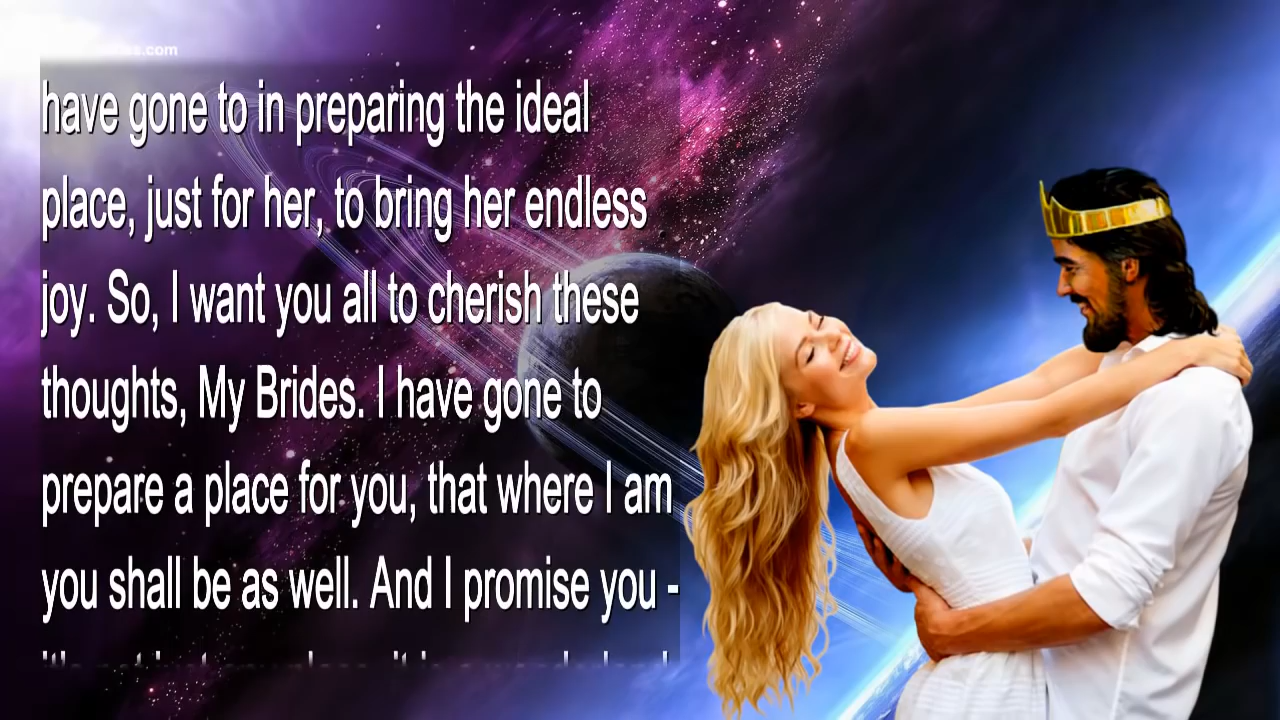 have gone to in preparing the ideal
place, just for her, to bring her endless
joy. So, I want you all to cherish these
thoughts, My Brides. I have gone to
prepare a place for you, that where I am
you shall be as well. And I promise you -